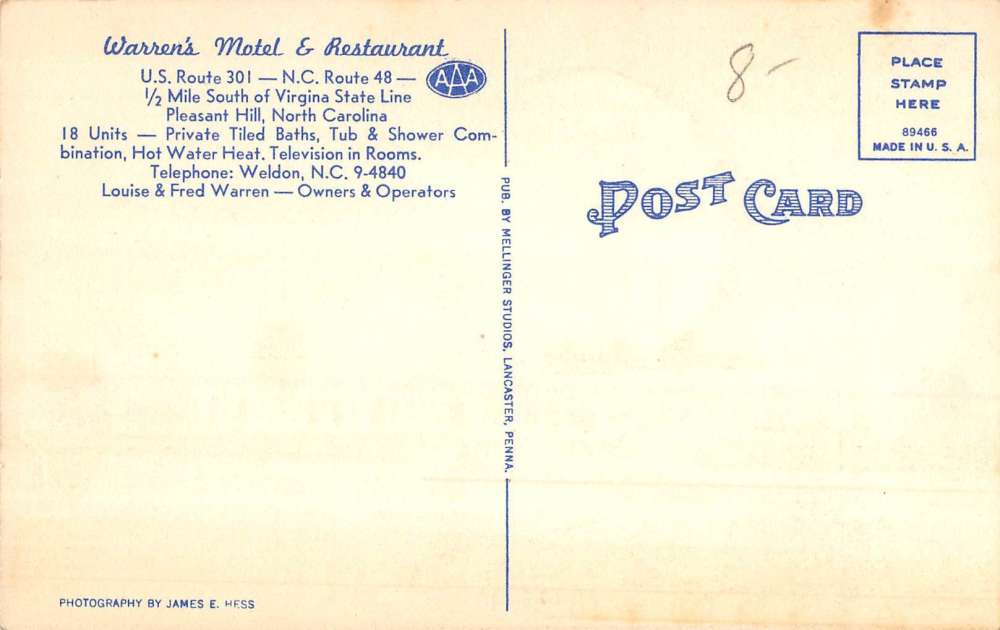 Warren's Motel & Restaurant
U.S. Route 301 — N.C. Route 48 —
AAA
½ Mile South of Virgina State Line
Pleasant Hill, North Carolina
18 Units — Private Tiled Baths, Tub & Shower Com-
bination, Hot Water Heat. Television in Rooms.
Telephone: Weldon, N.C. 9-4840
Louise & Fred Warren — Owners & Operators
PHOTOGRAPHY BY JAMES E. HESS
PUB. BY MELLINGER STUDIOS, LANCASTER, PENNA.
8-
PLACE
STAMP
HERE
89466
MADE IN U. S. A.
POST CARD